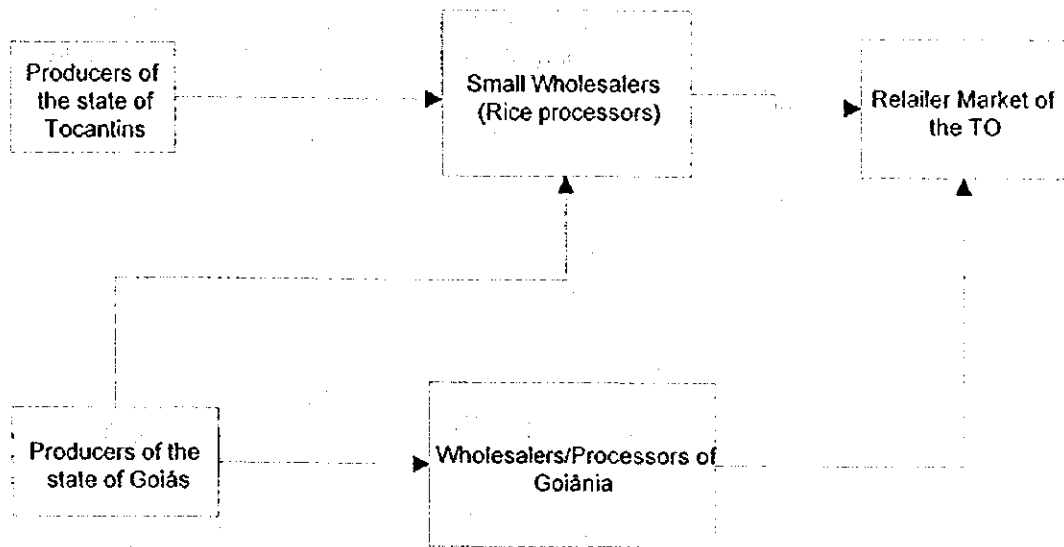 Producers of
the state of
Tocantins
Small Wholesalers
(Rice processors)
Relailer Market of
the TO
Producers of the
state of Goiás
Wholesalers/Processors of
Goiânia